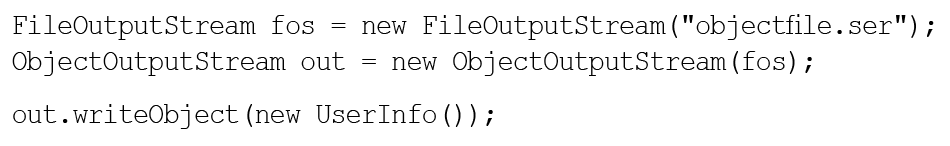 FileOutputStream fos = new FileOutputStream("objectfile.ser");
ObjectOutputStream out = new ObjectOutputStream(fos);
out.writeObject(new UserInfo());